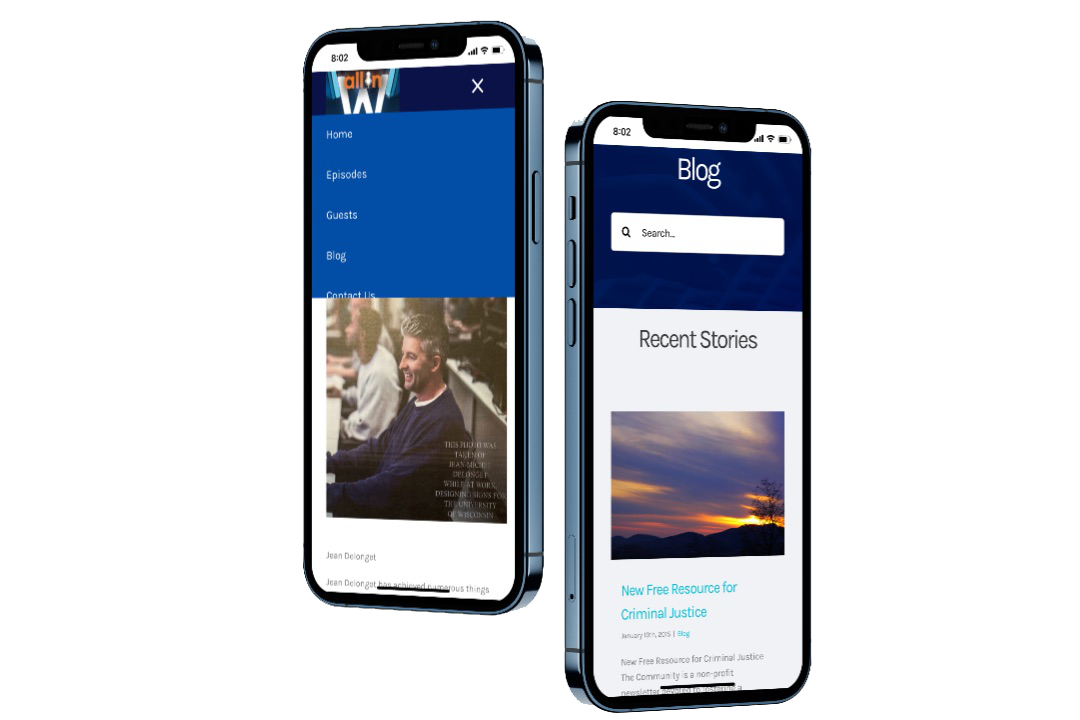 8:02
all in
W
Home
Episodes
Guests
Blog
Contact Us
THIS PHOTO WAS
TAKEN OF
JEAN-MICHEL
DELONGET
WHILE AT WORK,
DESIGNING SIGNS FOR
THE UNIVERSITY
OF WISCONSIN
Jean Delonget
Jean Delonget has achieved numerous things
8:02
Blog
Search...
Recent Stories
New Free Resource for
Criminal Justice
January 10th, 2015 | Blog
New Free Resource for Criminal Justice
The Community is a non-profit
newsletter devoted to